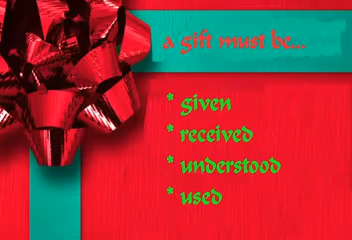 a gift must be...
* given
* received
* understood
* used